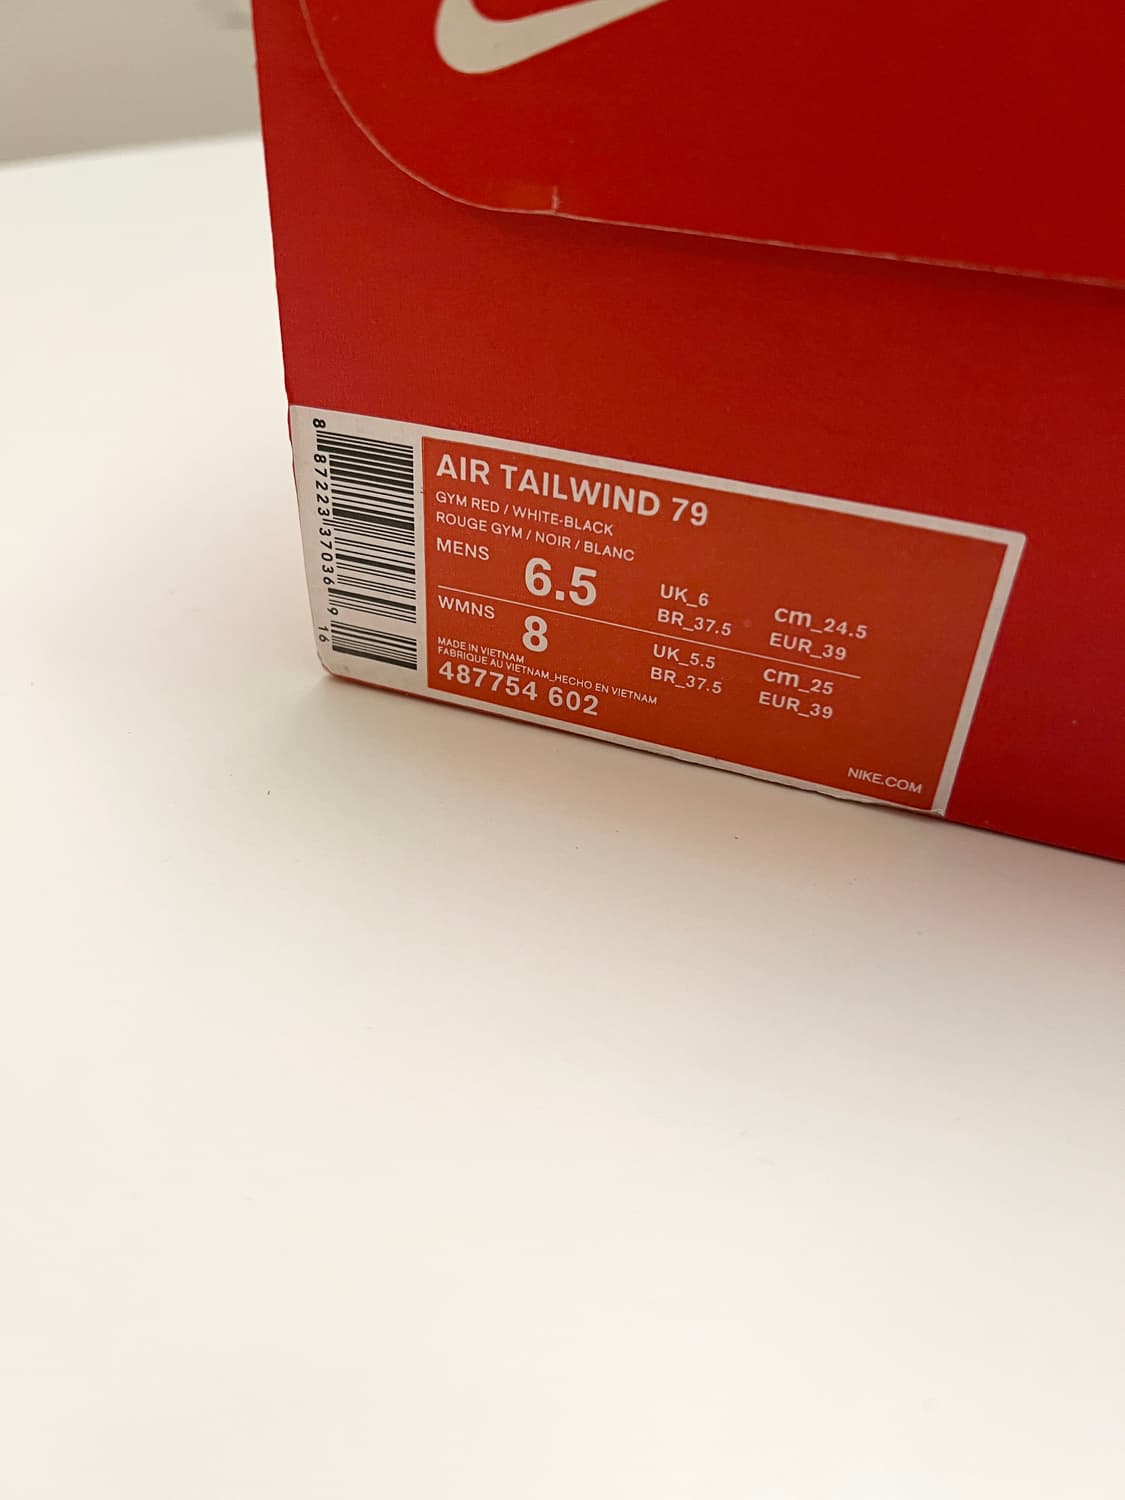 8 87223 37036 9 16
AIR TAILWIND 79
GYM RED / WHITE-BLACK
ROUGE GYM / NOIR / BLANC
MENS 6.5 UK_6 cm_24.5
BR_37.5 EUR_39
WMNS 8 UK_5.5 cm_25
BR_37.5 EUR_39
MADE IN VIETNAM
FABRIQUE AU VIETNAM_HECHO EN VIETNAM
487754 602
NIKE.COM